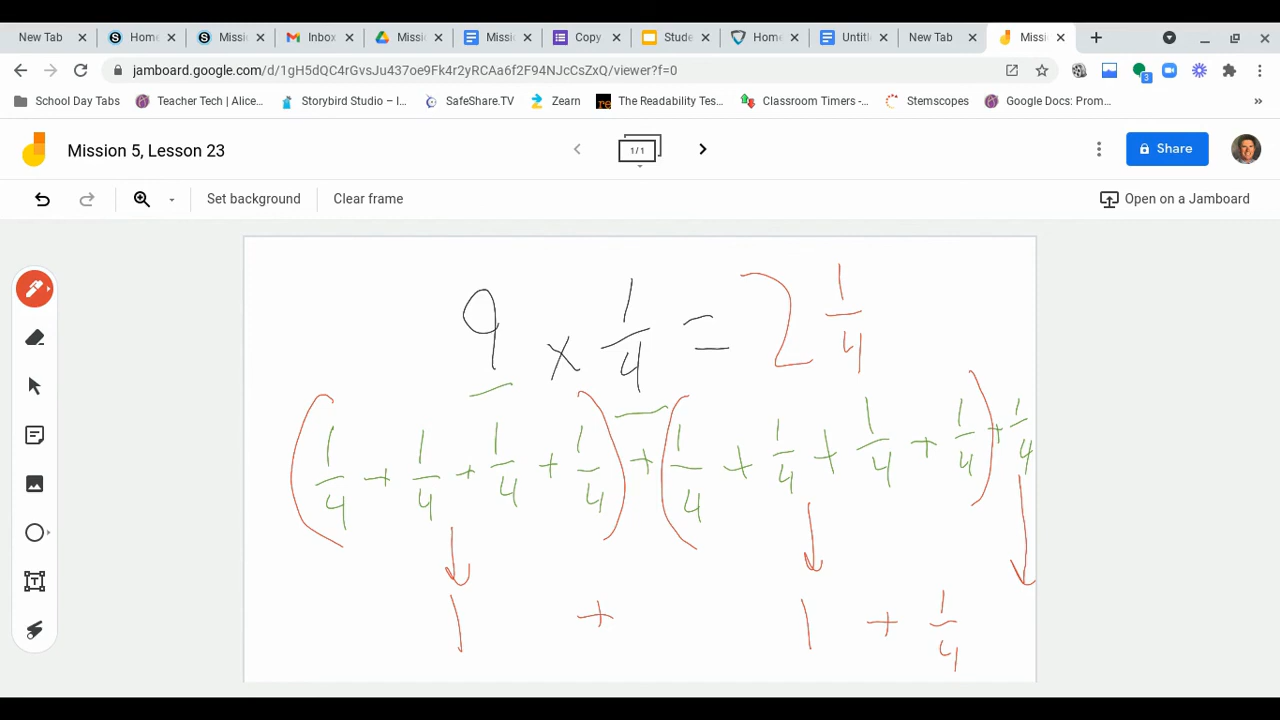 New Tab Home Missi Inbox Missi Missi Copy Stude Home Untitl New Tab Missi
jamboard.google.com/d/1gH5dQC4rGvsJu437oe9Fk4r2vRCAa6f2F94NJcCsZxQ/viewer?f=0
3
School Day Tabs Teacher Tech | Alice... Storybird Studio – I... SafeShare.TV Zearn The Readability Tes... Classroom Timers -... Stemscopes Google Docs: Prom... »
Mission 5, Lesson 23 1/1 Share
Set background Clear frame Open on a Jamboard
9 x 1/4 = 2 1/4
(1/4 + 1/4 + 1/4 + 1/4) + (1/4 + 1/4 + 1/4 + 1/4) + 1/4
1 + 1 + 1/4